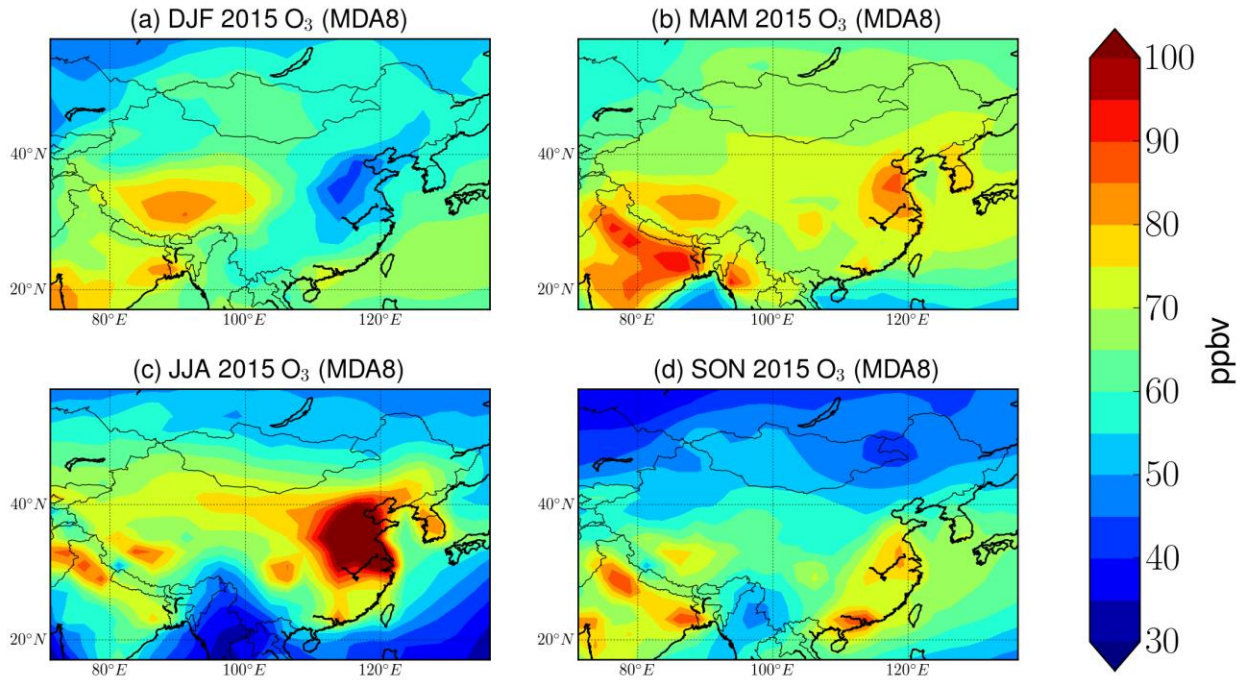 (a) DJF 2015 O₃ (MDA8)
40°N
20°N
80°E 100°E 120°E
(b) MAM 2015 O₃ (MDA8)
40°N
20°N
80°E 100°E 120°E
(c) JJA 2015 O₃ (MDA8)
40°N
20°N
80°E 100°E 120°E
(d) SON 2015 O₃ (MDA8)
40°N
20°N
80°E 100°E 120°E
100
90
80
70
60
50
40
30
ppbv